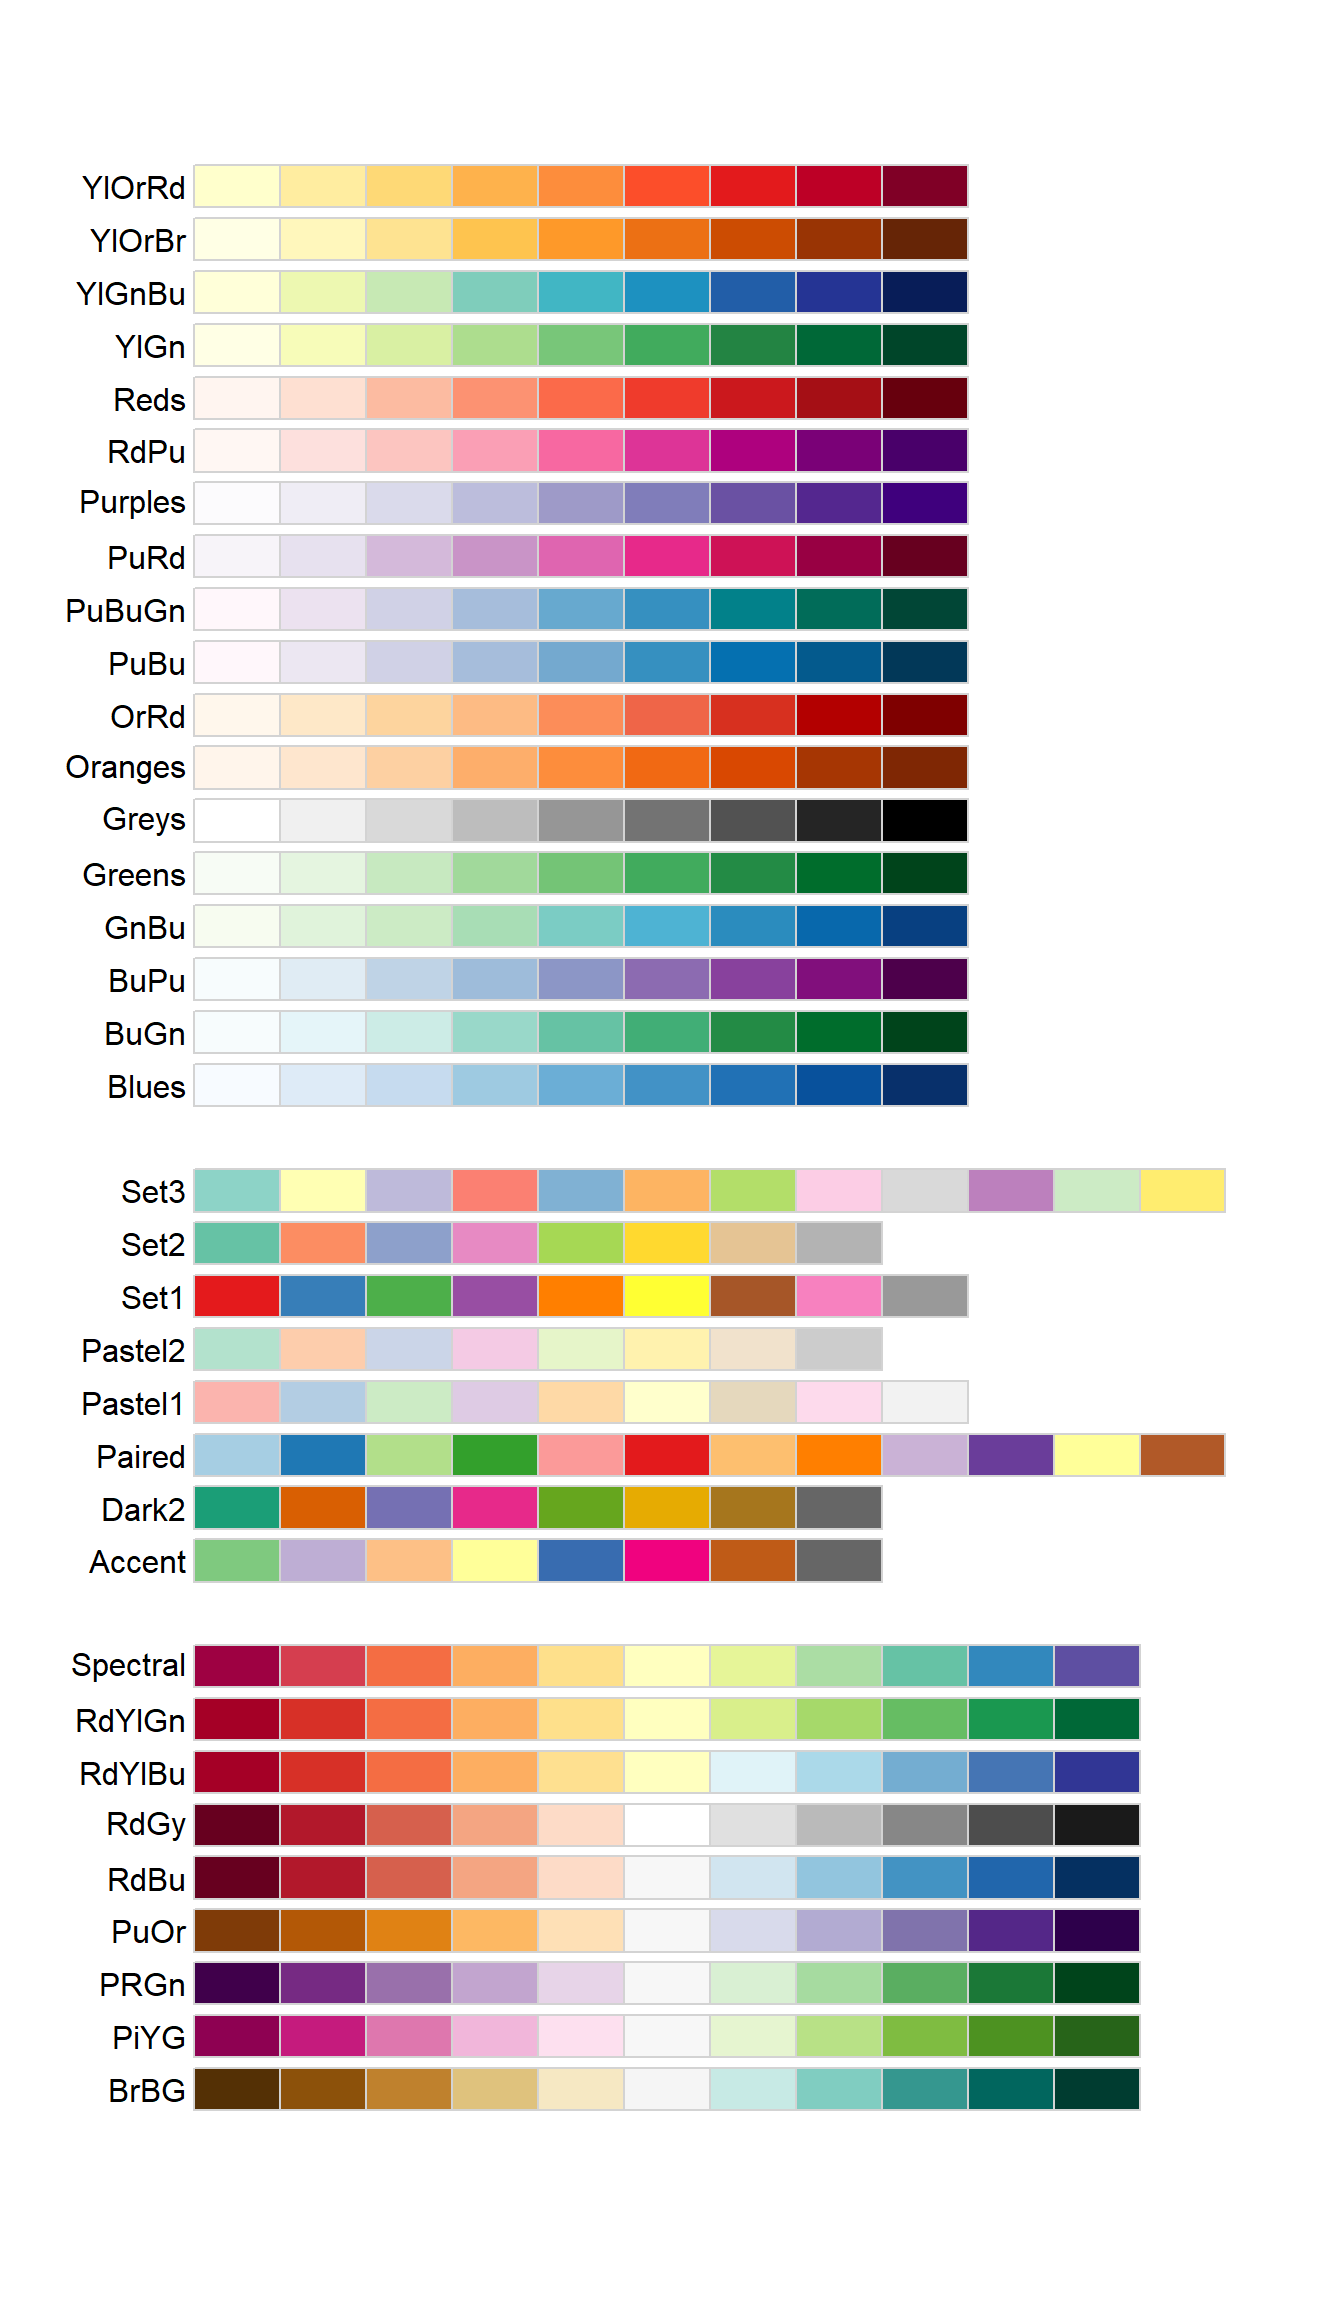 YlOrRd
YlOrBr
YlGnBu
YlGn
Reds
RdPu
Purples
PuRd
PuBuGn
PuBu
OrRd
Oranges
Greys
Greens
GnBu
BuPu
BuGn
Blues
Set3
Set2
Set1
Pastel2
Pastel1
Paired
Dark2
Accent
Spectral
RdYlGn
RdYlBu
RdGy
RdBu
PuOr
PRGn
PiYG
BrBG